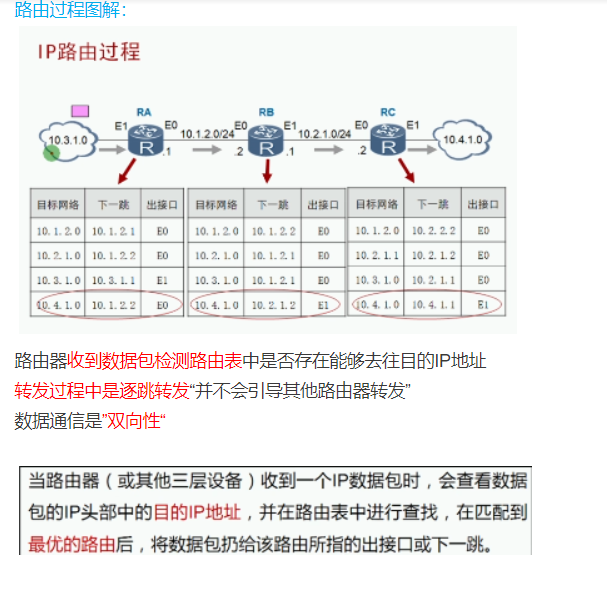 路由过程图解：
IP路由过程
RA RB RC
E1 E0 10.1.2.0/24 E0 E1 10.2.1.0/24 E0 E1
10.3.1.0 R .1 .2 R .1 .2 R 10.4.1.0
目标网络 下一跳 出接口 目标网络 下一跳 出接口 目标网络 下一跳 出接口
10.1.2.0 10.1.2.1 E0 10.1.2.0 10.1.2.2 E0 10.1.2.0 10.2.2.2 E0
10.2.1.0 10.1.2.2 E0 10.2.1.0 10.1.2.1 E0 10.2.1.1 10.2.1.2 E0
10.3.1.0 10.3.1.1 E1 10.3.1.0 10.1.2.1 E0 10.3.1.0 10.2.1.1 E0
10.4.1.0 10.1.2.2 E0 10.4.1.0 10.2.1.2 E1 10.4.1.0 10.4.1.1 E1
路由器收到数据包检测路由表中是否存在能够去往目的IP地址
转发过程中是逐跳转发“并不会引导其他路由器转发”
数据通信是”双向性“
当路由器（或其他三层设备）收到一个IP数据包时，会查看数据
包的IP头部中的目的IP地址，并在路由表中进行查找，在匹配到
最优的路由后，将数据包扔给该路由所指的出接口或下一跳。